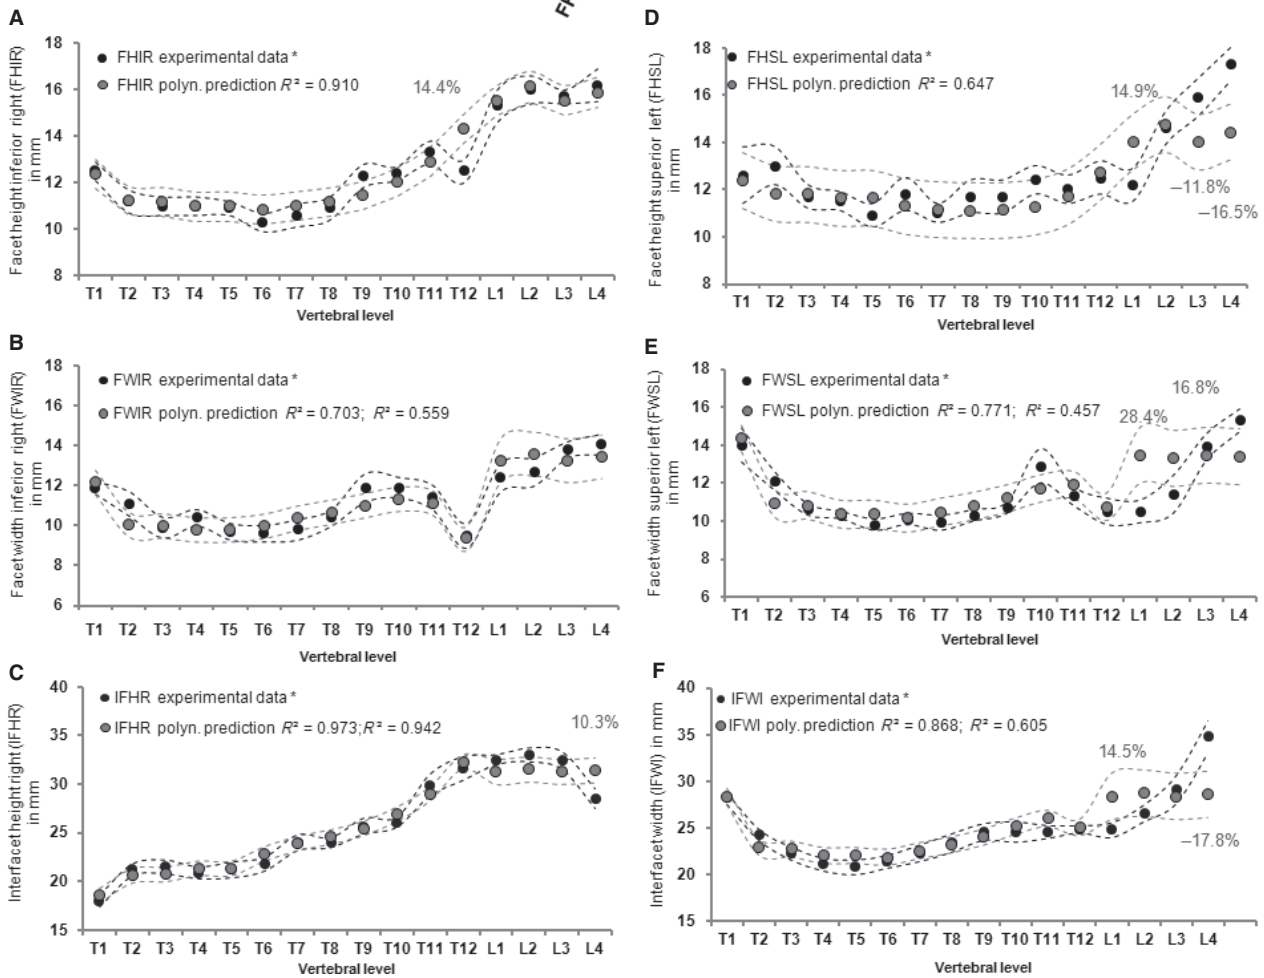 FH
A
Facet height inferior right (FHIR)
in mm
18
16
14
12
10
8
FHIR experimental data *
FHIR polyn. prediction R² = 0.910
14.4%
T1 T2 T3 T4 T5 T6 T7 T8 T9 T10 T11 T12 L1 L2 L3 L4
Vertebral level
B
Facet width inferior right (FWIR)
in mm
18
16
14
12
10
8
6
FWIR experimental data *
FWIR polyn. prediction R² = 0.703; R² = 0.559
T1 T2 T3 T4 T5 T6 T7 T8 T9 T10 T11 T12 L1 L2 L3 L4
Vertebral level
C
Interfacet height right (IFHR)
in mm
40
35
30
25
20
15
IFHR experimental data *
IFHR polyn. prediction R² = 0.973; R² = 0.942
10.3%
T1 T2 T3 T4 T5 T6 T7 T8 T9 T10 T11 T12 L1 L2 L3 L4
Vertebral level
D
Facet height superior left (FHSL)
in mm
18
16
14
12
10
8
FHSL experimental data *
FHSL polyn. prediction R² = 0.647
14.9%
–11.8%
–16.5%
T1 T2 T3 T4 T5 T6 T7 T8 T9 T10 T11 T12 L1 L2 L3 L4
Vertebral level
E
Facet width superior left (FWSL)
in mm
18
16
14
12
10
8
6
FWSL experimental data *
FWSL polyn. prediction R² = 0.771; R² = 0.457
16.8%
28.4%
T1 T2 T3 T4 T5 T6 T7 T8 T9 T10 T11 T12 L1 L2 L3 L4
Vertebral level
F
Interfacet width (IFWI) in mm
40
35
30
25
20
15
IFWI experimental data *
IFWI poly. prediction R² = 0.868; R² = 0.605
14.5%
–17.8%
T1 T2 T3 T4 T5 T6 T7 T8 T9 T10 T11 T12 L1 L2 L3 L4
Vertebral level